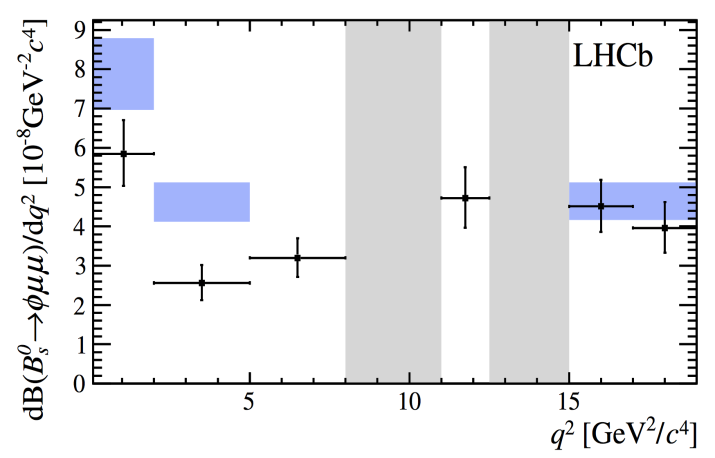 dB(B⁰ₛ→ϕμμ)/dq² [10⁻⁸GeV⁻²c⁴]
9
8
7
6
5
4
3
2
1
0
LHCb
5 10 15
q² [GeV²/c⁴]